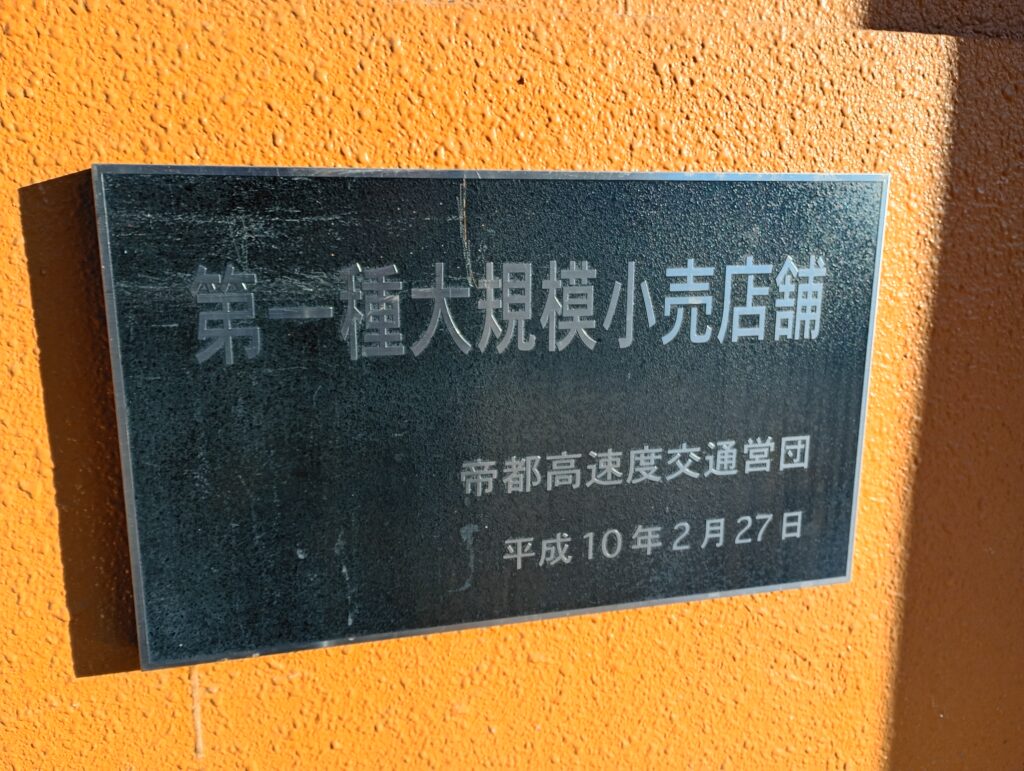 第一種大規模小売店舗
帝都高速度交通営団
平成10年2月27日